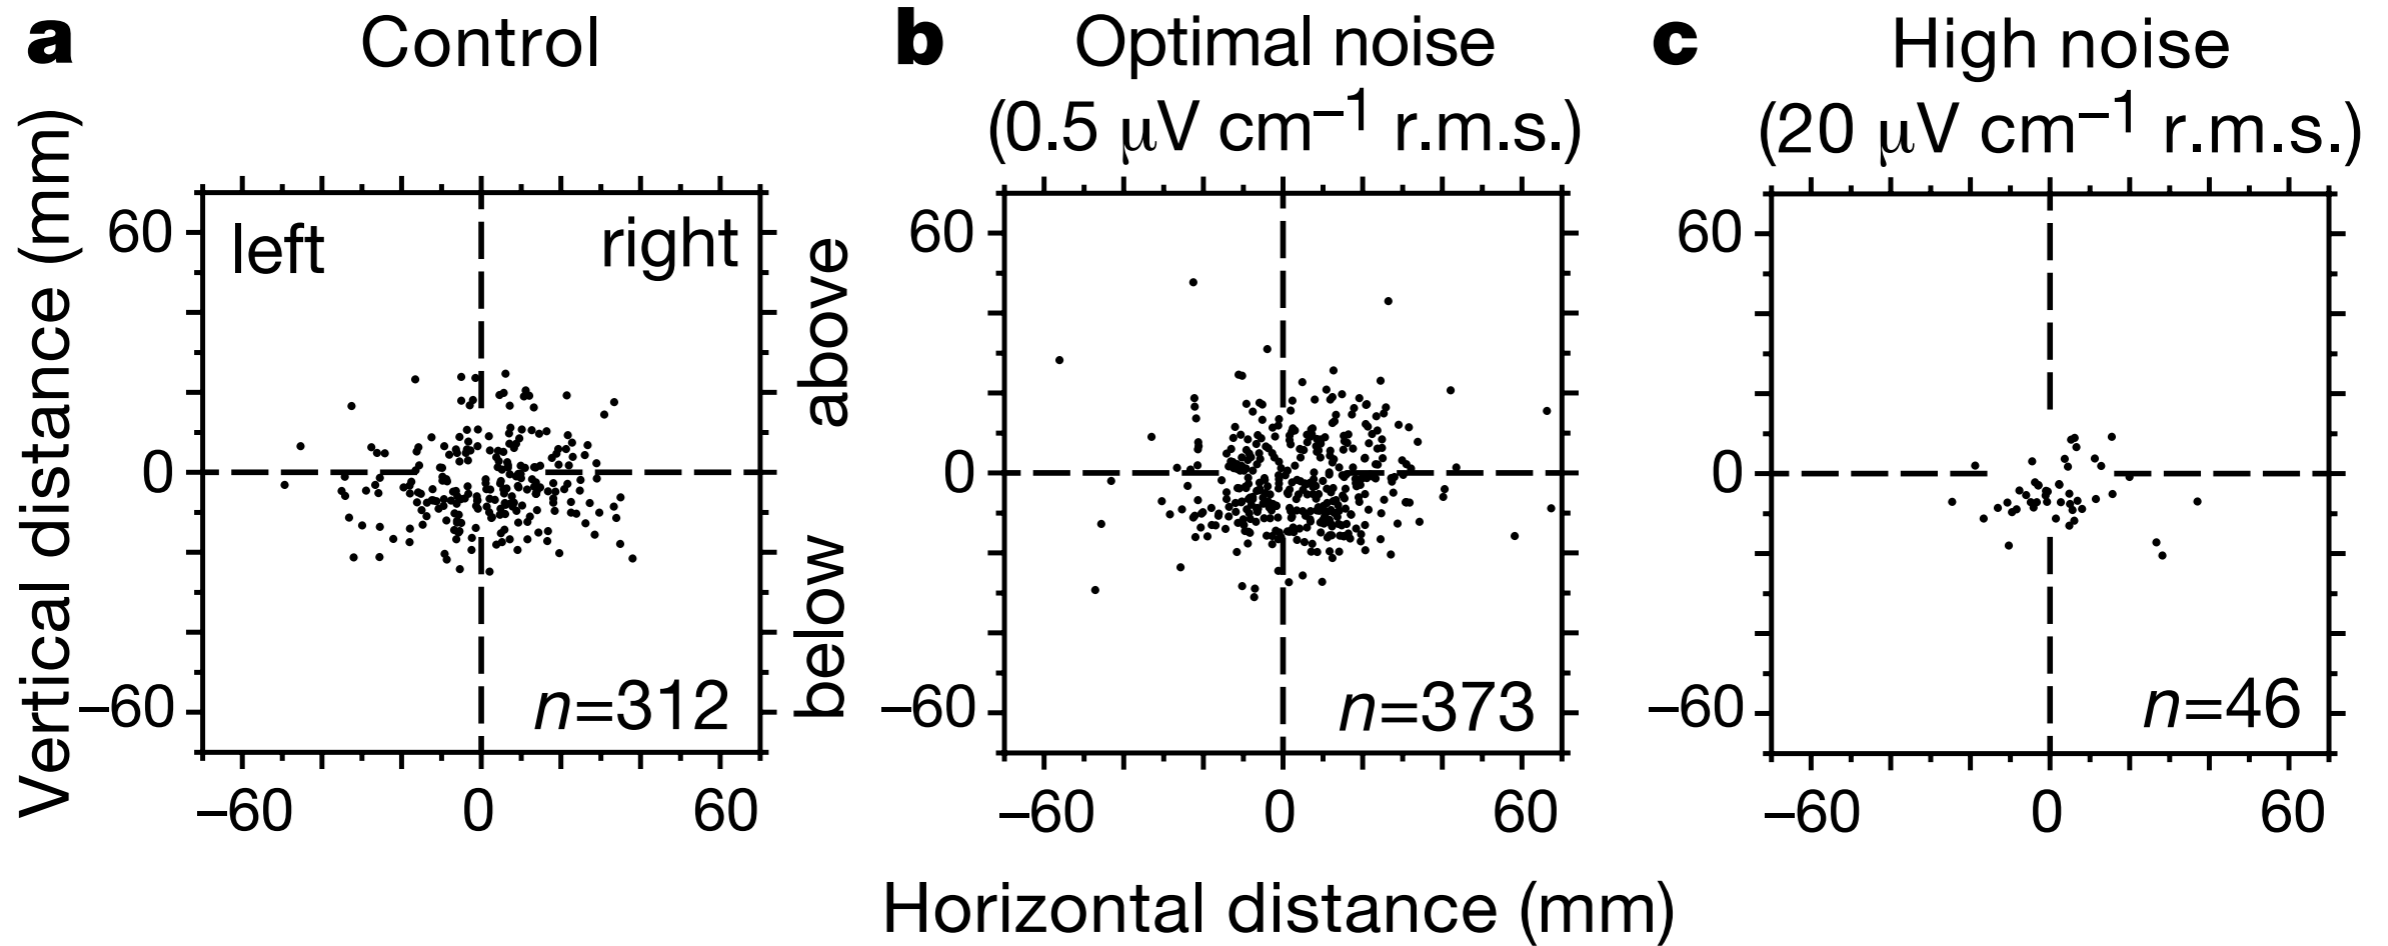 a Control
b Optimal noise
(0.5 µV cm⁻¹ r.m.s.)
c High noise
(20 µV cm⁻¹ r.m.s.)
Vertical distance (mm)
60
0
–60
left
right
n=312
–60 0 60
above
below
60
0
–60
n=373
–60 0 60
60
0
–60
n=46
–60 0 60
Horizontal distance (mm)